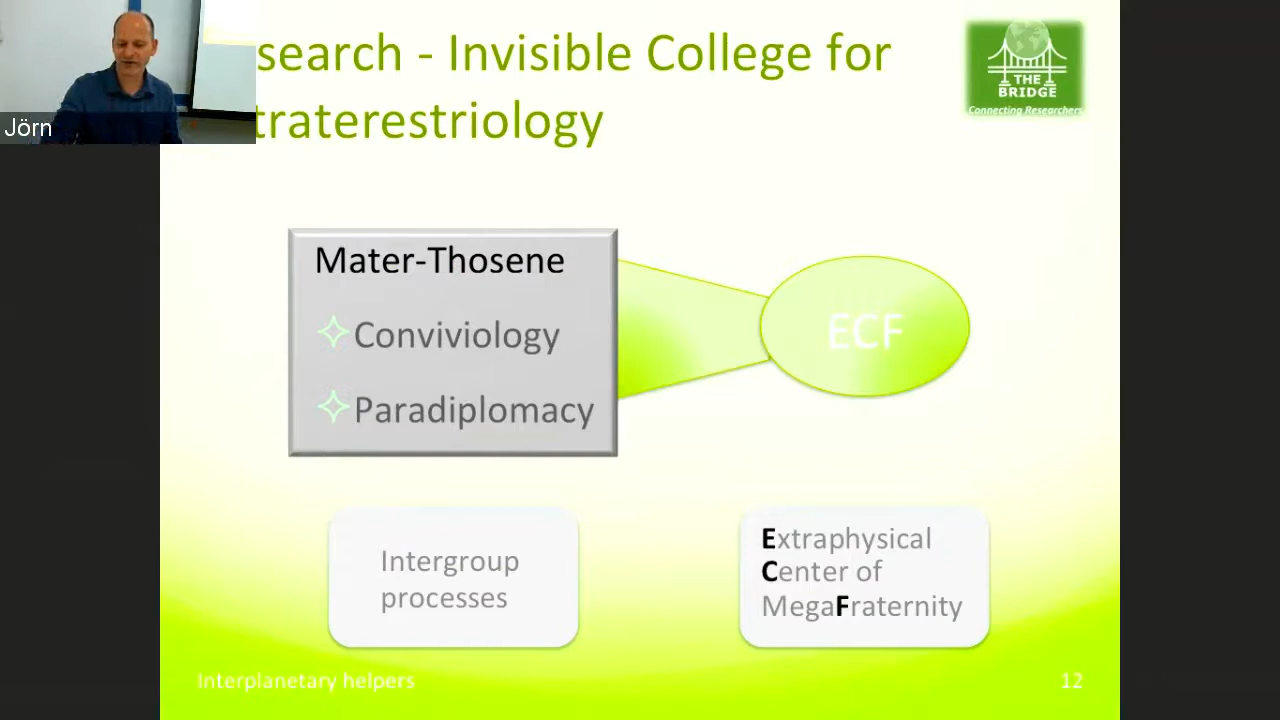 search - Invisible College for
traterestriology
THE
BRIDGE
Connecting Researchers
Jörn
Mater-Thosene
Conviviology
Paradiplomacy
ECF
Intergroup
processes
Extraphysical
Center of
MegaFraternity
Interplanetary helpers
12